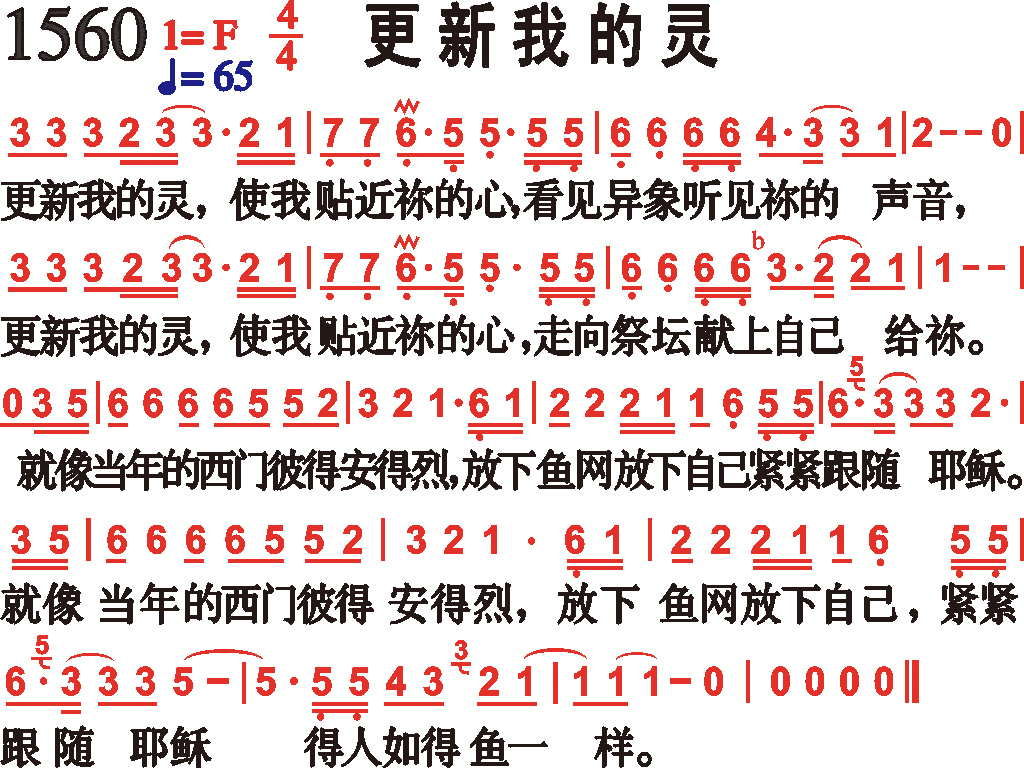 1560 1= F 4/4 更新我的灵
♩= 65
3 3 3 2 3 3·2 1|7 7 6·5 5·5 5|6 6 6 6 4·3 3 1|2--0|
更新我的灵，使我贴近祢的心,看见异象听见祢的 声音，
3 3 3 2 3 3·2 1|7 7 6·5 5· 5 5|6 6 6 6 b3·2 2 1|1--|
更新我的灵，使我贴近祢的心,走向祭坛献上自己 给祢。
0 3 5|6 6 6 6 5 5 2|3 2 1·6 1|2 2 2 1 1 6 5 5|5 6·3 3 3 2·|
就像当年的西门彼得安得烈,放下鱼网放下自己紧紧跟随 耶稣。
3 5|6 6 6 6 5 5 2|3 2 1 · 6 1|2 2 2 1 1 6 5 5|
就像 当年的西门彼得 安得烈，放下 鱼网放下自己，紧紧
5 6·3 3 3 5-|5·5 5 4 3 3 2 1|1 1 1-0|0 0 0 0‖
跟 随 耶稣 得人如得 鱼一 样。